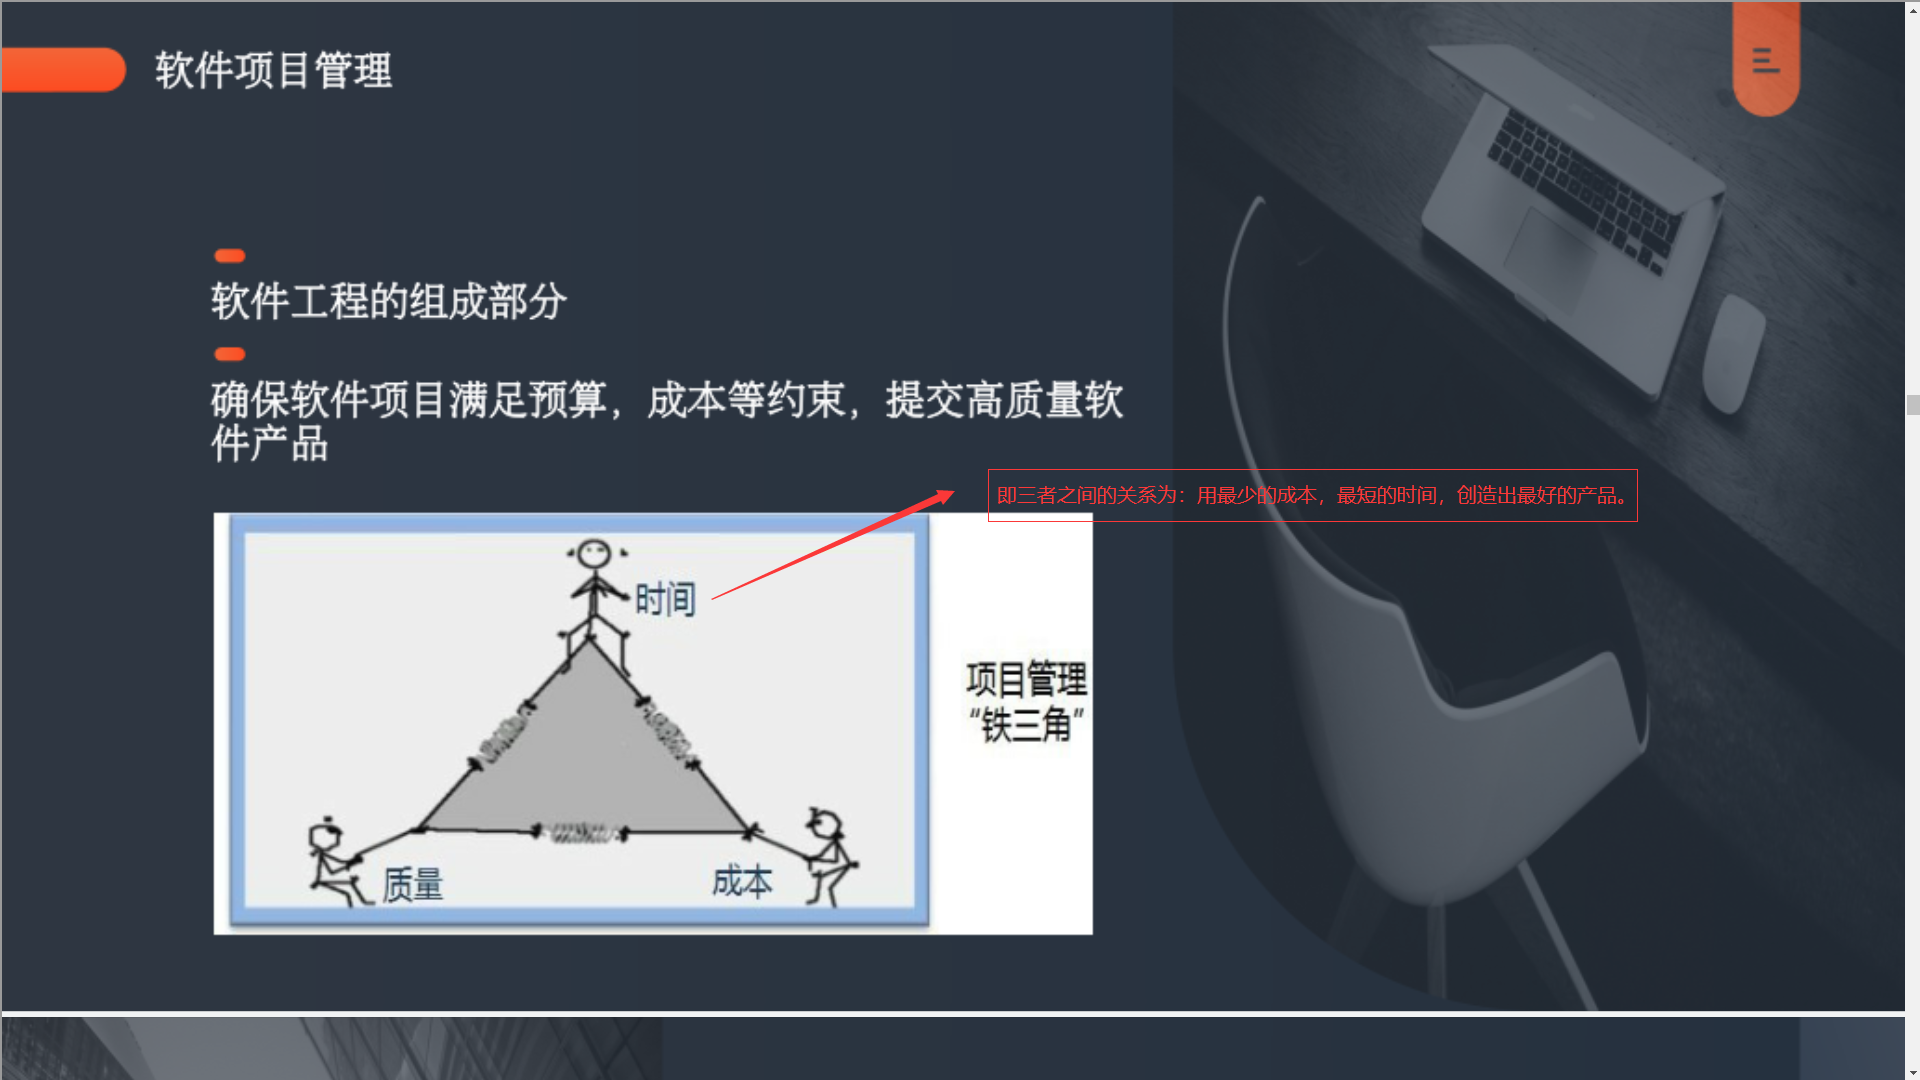 软件项目管理
软件工程的组成部分
确保软件项目满足预算，成本等约束，提交高质量软
件产品
即三者之间的关系为：用最少的成本，最短的时间，创造出最好的产品。
时间
项目管理
“铁三角”
质量
成本